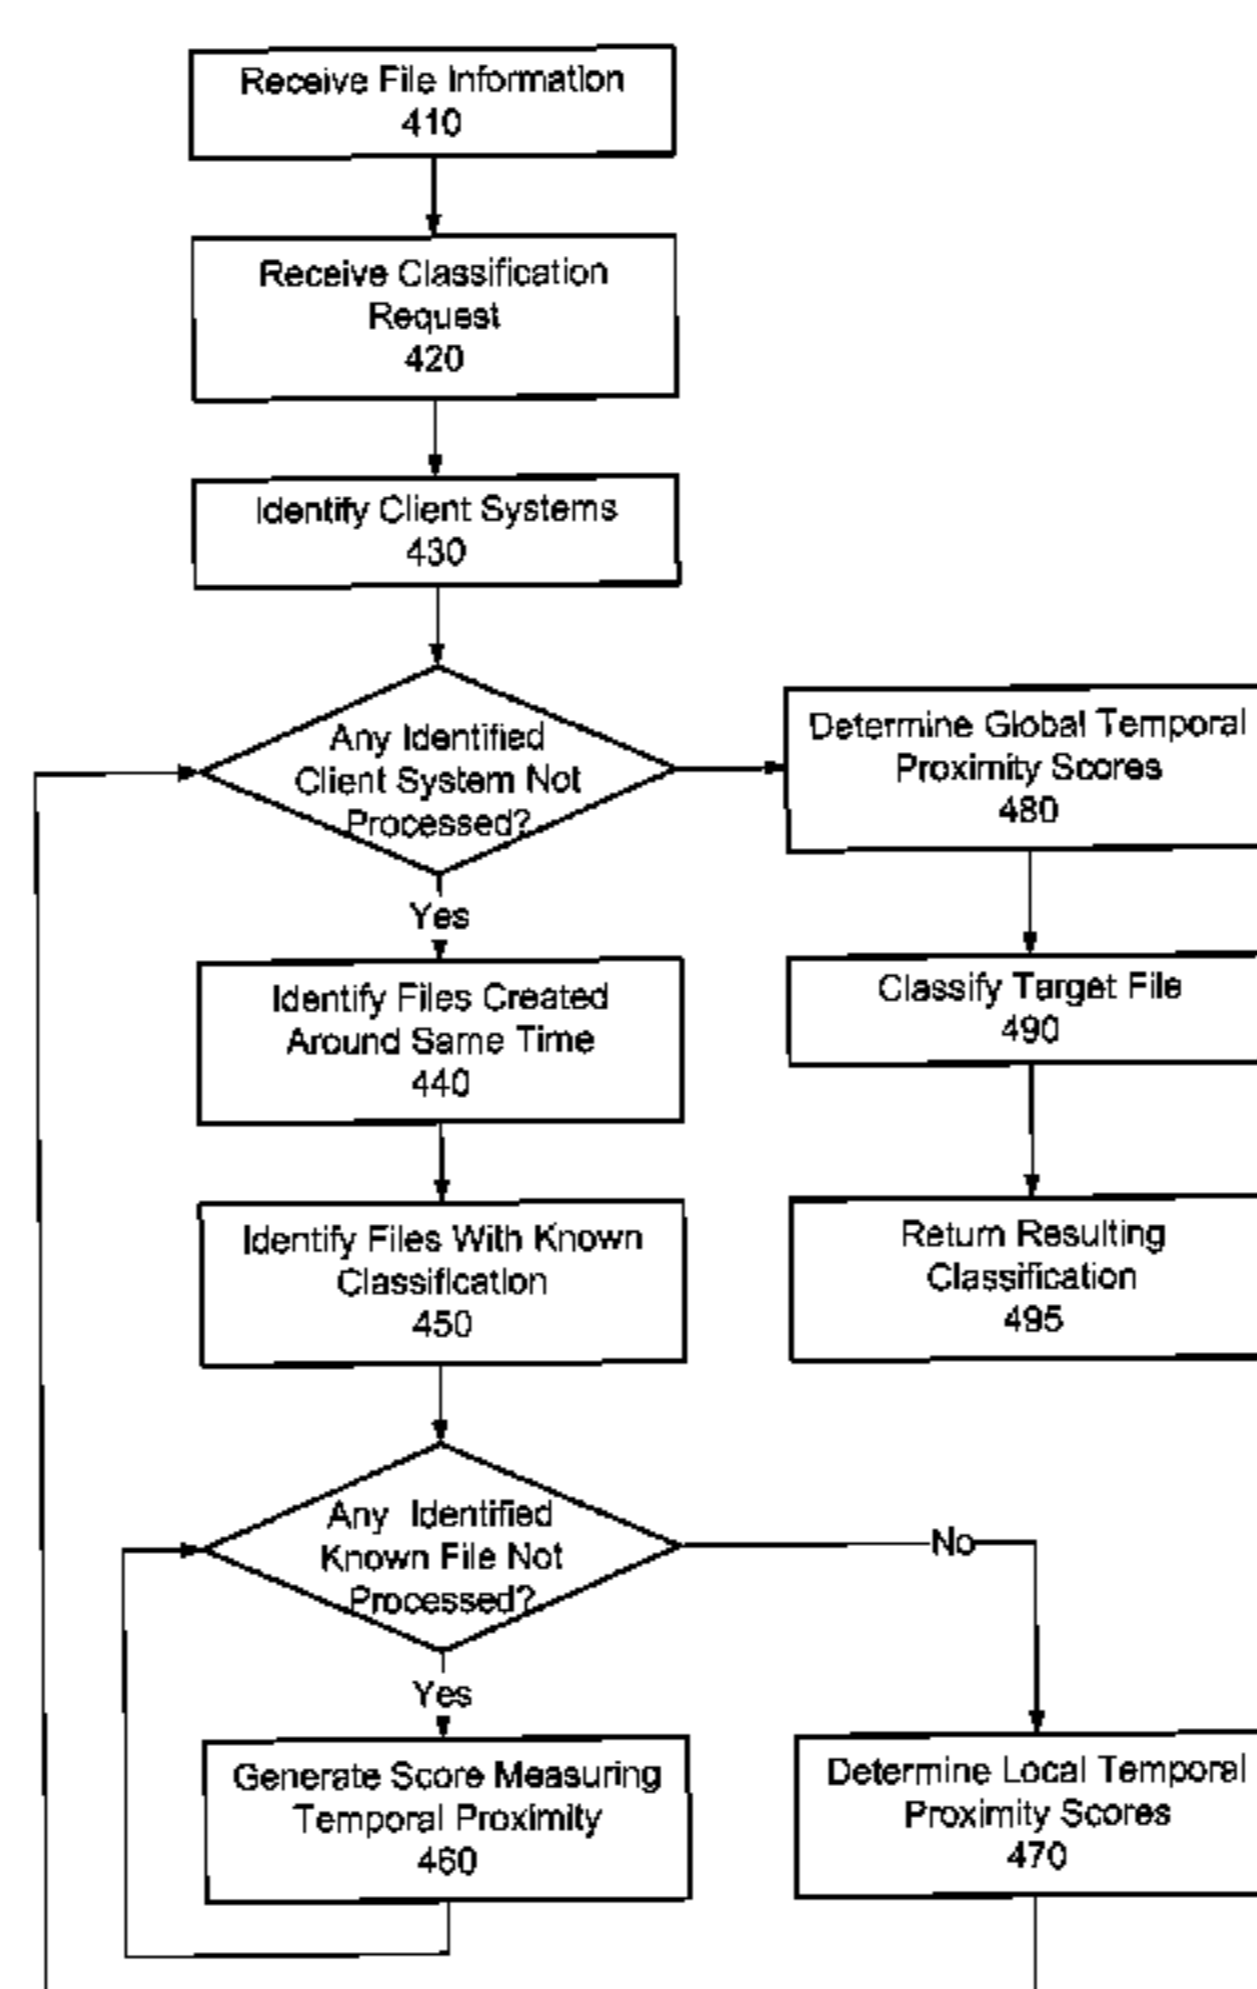 Receive File Information
410
Receive Classification
Request
420
Identify Client Systems
430
Any Identified
Client System Not
Processed?
Determine Global Temporal
Proximity Scores
480
Yes
Identify Files Created
Around Same Time
440
Classify Target File
490
Identify Files With Known
Classification
450
Return Resulting
Classification
495
Any Identified
Known File Not
Processed?
No
Yes
Generate Score Measuring
Temporal Proximity
460
Determine Local Temporal
Proximity Scores
470